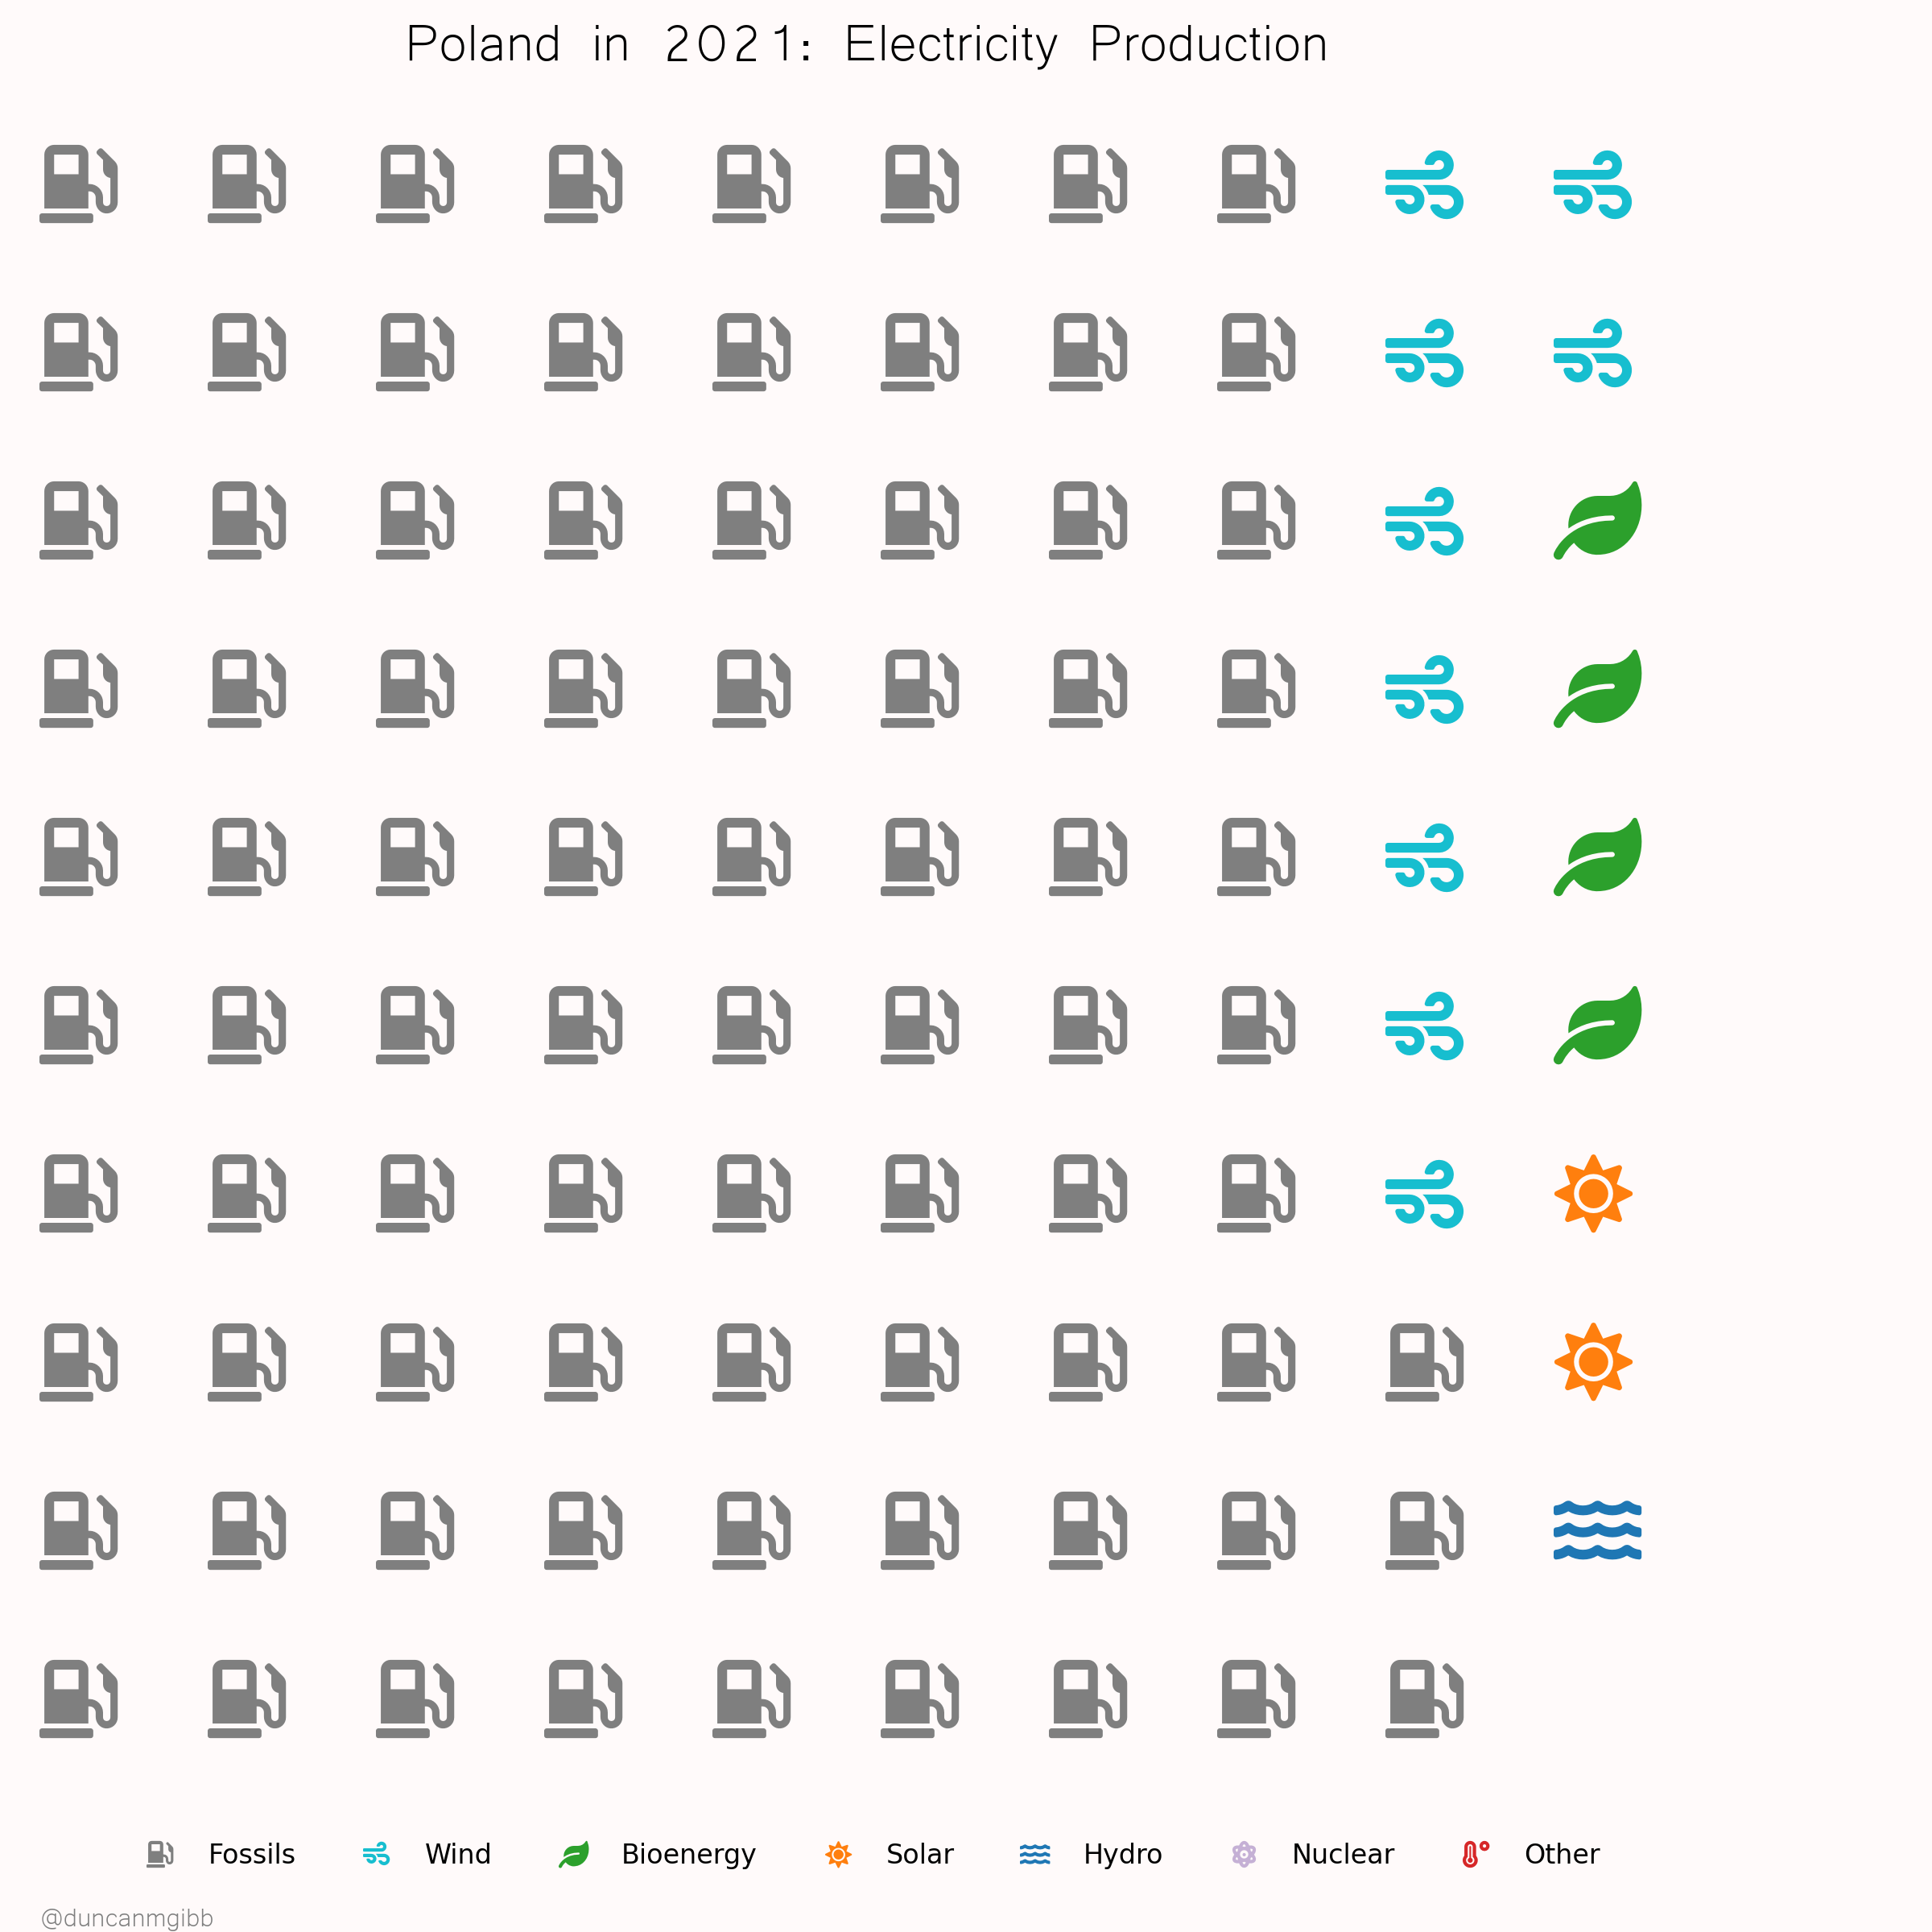 Poland in 2021: Electricity Production
Fossils Wind Bioenergy Solar Hydro Nuclear Other
@duncanmgibb